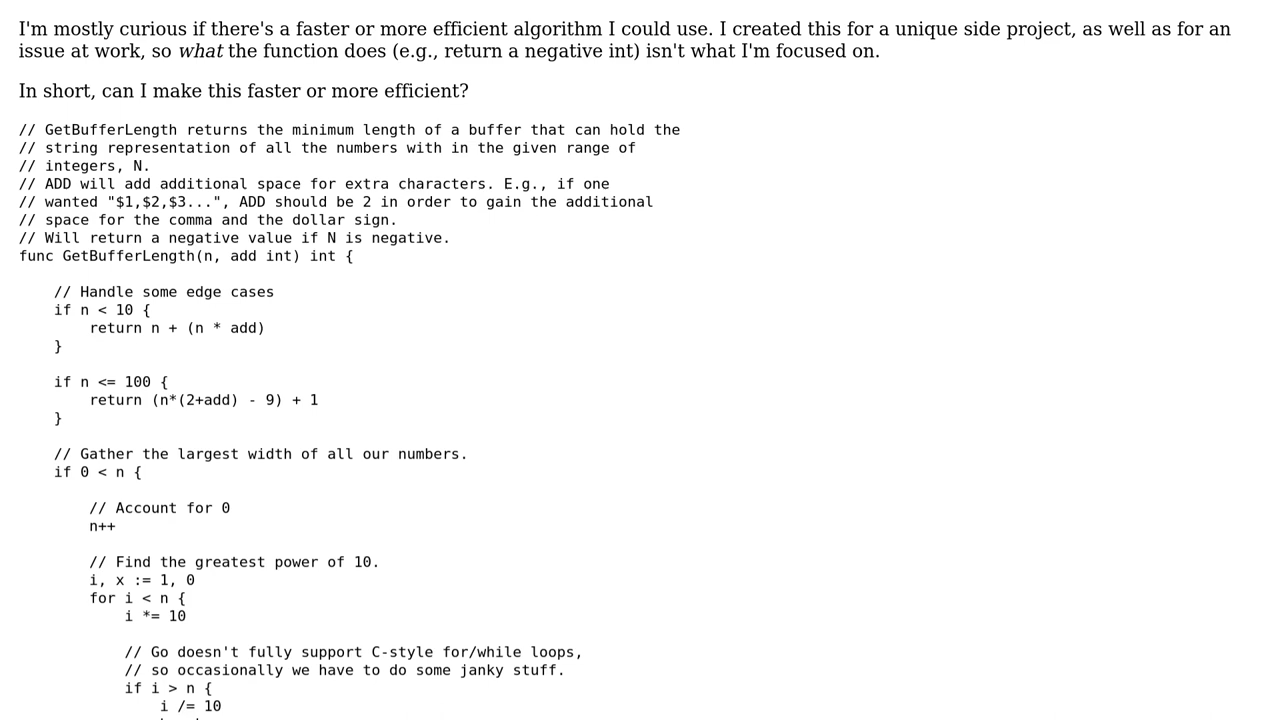 I'm mostly curious if there's a faster or more efficient algorithm I could use. I created this for a unique side project, as well as for an
issue at work, so what the function does (e.g., return a negative int) isn't what I'm focused on.
In short, can I make this faster or more efficient?
// GetBufferLength returns the minimum length of a buffer that can hold the
// string representation of all the numbers with in the given range of
// integers, N.
// ADD will add additional space for extra characters. E.g., if one
// wanted "$1,$2,$3...", ADD should be 2 in order to gain the additional
// space for the comma and the dollar sign.
// Will return a negative value if N is negative.
func GetBufferLength(n, add int) int {
    // Handle some edge cases
    if n < 10 {
        return n + (n * add)
    }
    if n <= 100 {
        return (n*(2+add) - 9) + 1
    }
    // Gather the largest width of all our numbers.
    if 0 < n {
        // Account for 0
        n++
        // Find the greatest power of 10.
        i, x := 1, 0
        for i < n {
            i *= 10
            // Go doesn't fully support C-style for/while loops,
            // so occasionally we have to do some janky stuff.
            if i > n {
                i /= 10